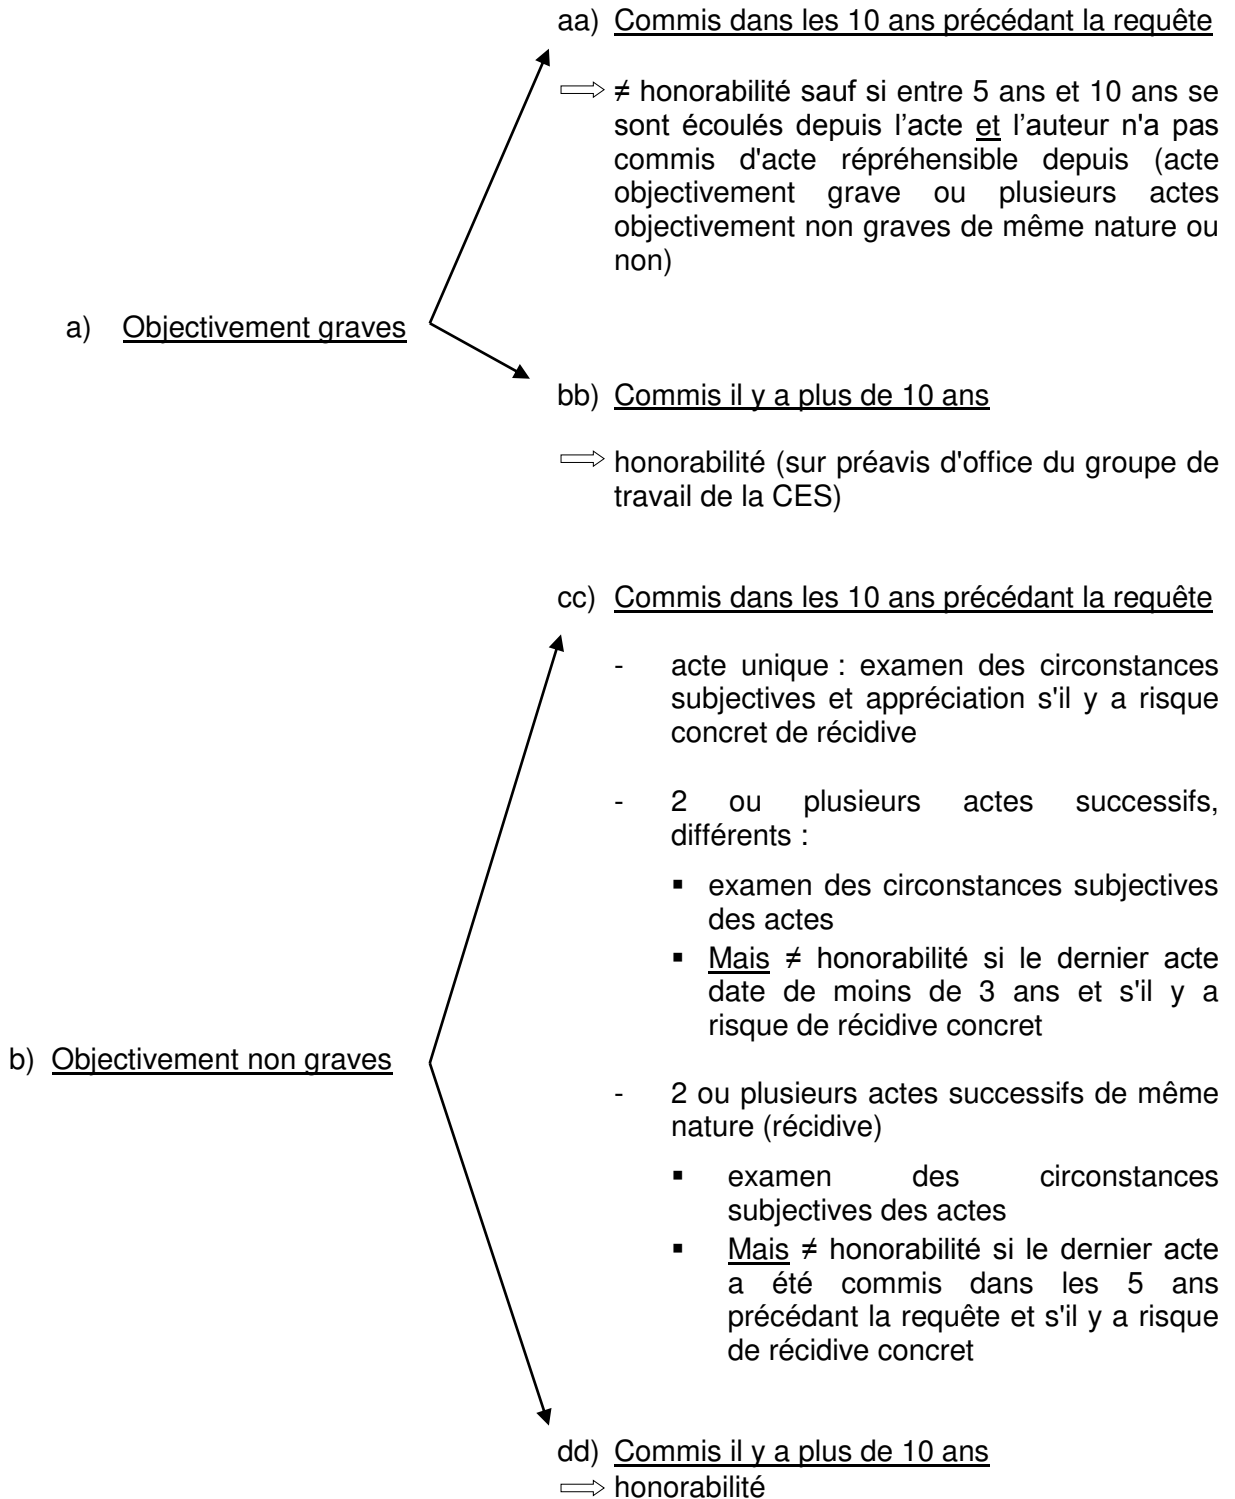 aa) Commis dans les 10 ans précédant la requête
⇨ ≠ honorabilité sauf si entre 5 ans et 10 ans se
sont écoulés depuis l’acte et l’auteur n'a pas
commis d'acte répréhensible depuis (acte
objectivement grave ou plusieurs actes
objectivement non graves de même nature ou
non)
a) Objectivement graves
bb) Commis il y a plus de 10 ans
⇨ honorabilité (sur préavis d'office du groupe de
travail de la CES)
cc) Commis dans les 10 ans précédant la requête
- acte unique : examen des circonstances
subjectives et appréciation s'il y a risque
concret de récidive
- 2 ou plusieurs actes successifs,
différents :
▪ examen des circonstances subjectives
des actes
▪ Mais ≠ honorabilité si le dernier acte
date de moins de 3 ans et s'il y a
risque de récidive concret
b) Objectivement non graves
- 2 ou plusieurs actes successifs de même
nature (récidive)
▪ examen des circonstances
subjectives des actes
▪ Mais ≠ honorabilité si le dernier acte
a été commis dans les 5 ans
précédant la requête et s'il y a risque
de récidive concret
dd) Commis il y a plus de 10 ans
⇨ honorabilité